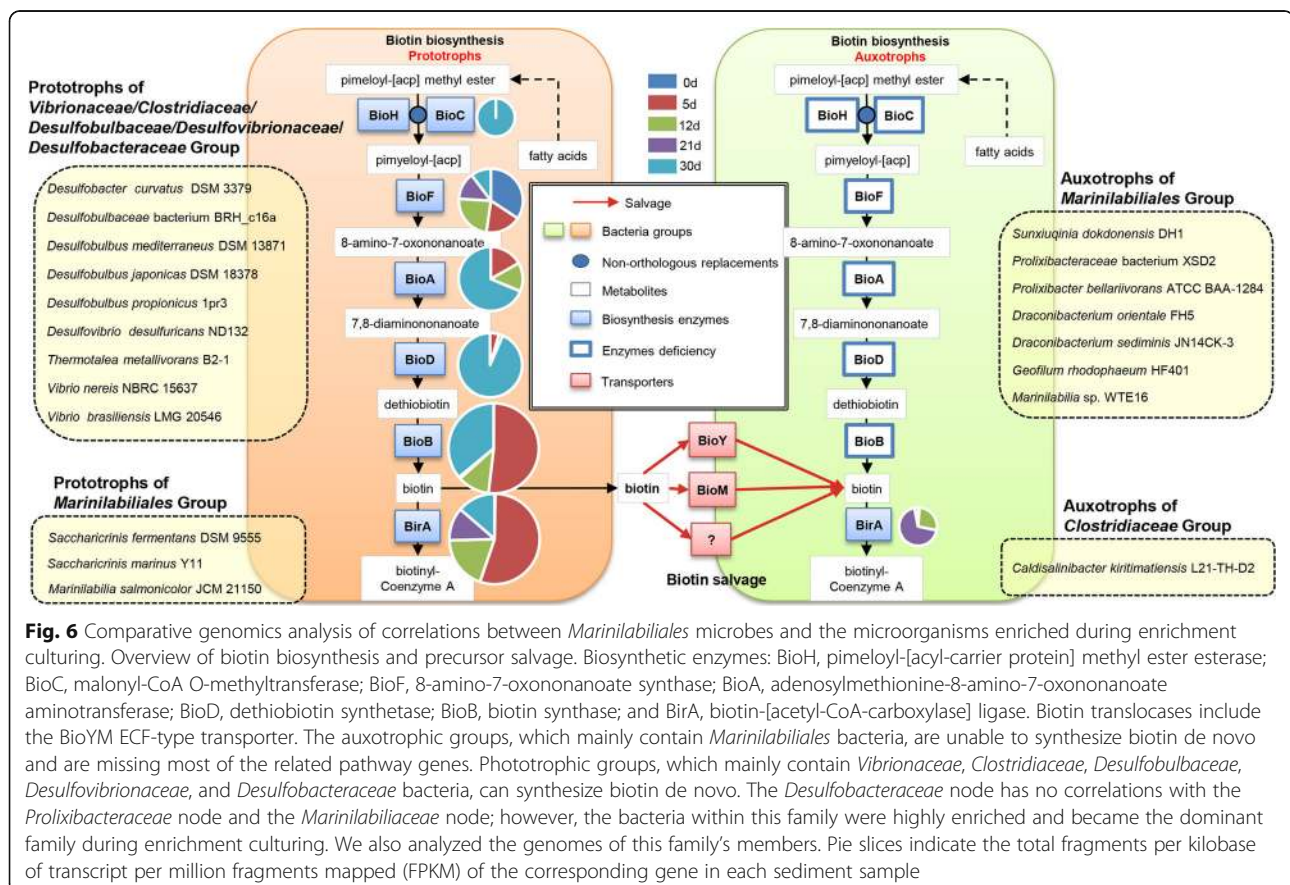 Biotin biosynthesis
Prototrophs
pimeloyl-[acp] methyl ester
BioH
BioC
fatty acids
pimyeloyl-[acp]
BioF
8-amino-7-oxononanoate
BioA
7,8-diaminononanoate
BioD
dethiobiotin
BioB
biotin
BirA
biotinyl-
Coenzyme A
Prototrophs of
Vibrionaceae/Clostridiaceae/
Desulfobulbaceae/Desulfovibrionaceae/
Desulfobacteraceae Group
Desulfobacter curvatus DSM 3379
Desulfobulbaceae bacterium BRH_c16a
Desulfobulbus mediterraneus DSM 13871
Desulfobulbus japonicas DSM 18378
Desulfobulbus propionicus 1pr3
Desulfovibrio desulfuricans ND132
Thermotalea metallivorans B2-1
Vibrio nereis NBRC 15637
Vibrio brasiliensis LMG 20546
Prototrophs of
Marinilabiliales Group
Saccharicrinis fermentans DSM 9555
Saccharicrinis marinus Y11
Marinilabilia salmonicolor JCM 21150
0d
5d
12d
21d
30d
Salvage
Bacteria groups
Non-orthologous replacements
Metabolites
Biosynthesis enzymes
Enzymes deficiency
Transporters
biotin
BioY
BioM
?
Biotin salvage
Biotin biosynthesis
Auxotrophs
pimeloyl-[acp] methyl ester
BioH
BioC
fatty acids
pimyeloyl-[acp]
BioF
8-amino-7-oxononanoate
BioA
7,8-diaminononanoate
BioD
dethiobiotin
BioB
biotin
BirA
biotinyl-
Coenzyme A
Auxotrophs of
Marinilabiliales Group
Sunxiuqinia dokdonensis DH1
Prolixibacteraceae bacterium XSD2
Prolixibacter bellariivorans ATCC BAA-1284
Draconibacterium orientale FH5
Draconibacterium sediminis JN14CK-3
Geofilum rhodophaeum HF401
Marinilabilia sp. WTE16
Auxotrophs of
Clostridiaceae Group
Caldisalinibacter kiritimatiensis L21-TH-D2
Fig. 6 Comparative genomics analysis of correlations between Marinilabiliales microbes and the microorganisms enriched during enrichment
culturing. Overview of biotin biosynthesis and precursor salvage. Biosynthetic enzymes: BioH, pimeloyl-[acyl-carrier protein] methyl ester esterase;
BioC, malonyl-CoA O-methyltransferase; BioF, 8-amino-7-oxononanoate synthase; BioA, adenosylmethionine-8-amino-7-oxononanoate
aminotransferase; BioD, dethiobiotin synthetase; BioB, biotin synthase; and BirA, biotin-[acetyl-CoA-carboxylase] ligase. Biotin translocases include
the BioYM ECF-type transporter. The auxotrophic groups, which mainly contain Marinilabiliales bacteria, are unable to synthesize biotin de novo
and are missing most of the related pathway genes. Phototrophic groups, which mainly contain Vibrionaceae, Clostridiaceae, Desulfobulbaceae,
Desulfovibrionaceae, and Desulfobacteraceae bacteria, can synthesize biotin de novo. The Desulfobacteraceae node has no correlations with the
Prolixibacteraceae node and the Marinilabiliaceae node; however, the bacteria within this family were highly enriched and became the dominant
family during enrichment culturing. We also analyzed the genomes of this family's members. Pie slices indicate the total fragments per kilobase
of transcript per million fragments mapped (FPKM) of the corresponding gene in each sediment sample